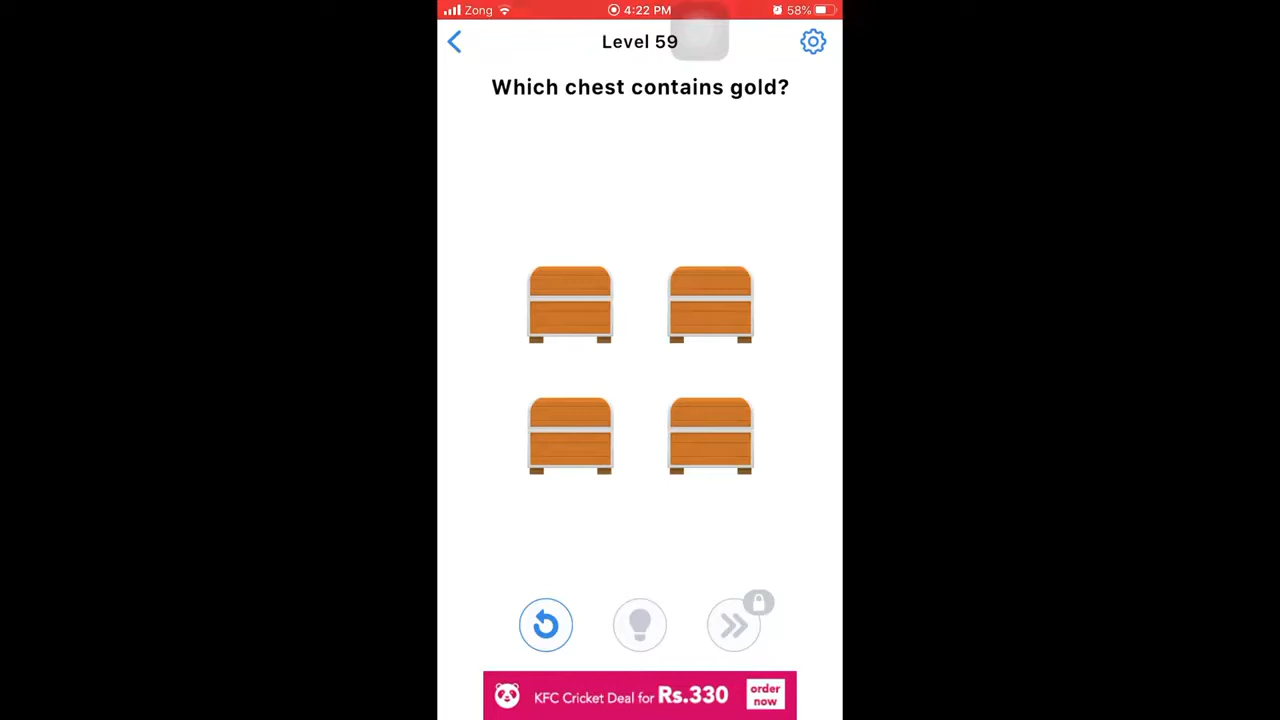 Zong 4:22 PM 58%
Level 59
Which chest contains gold?
KFC Cricket Deal for Rs.330 order now